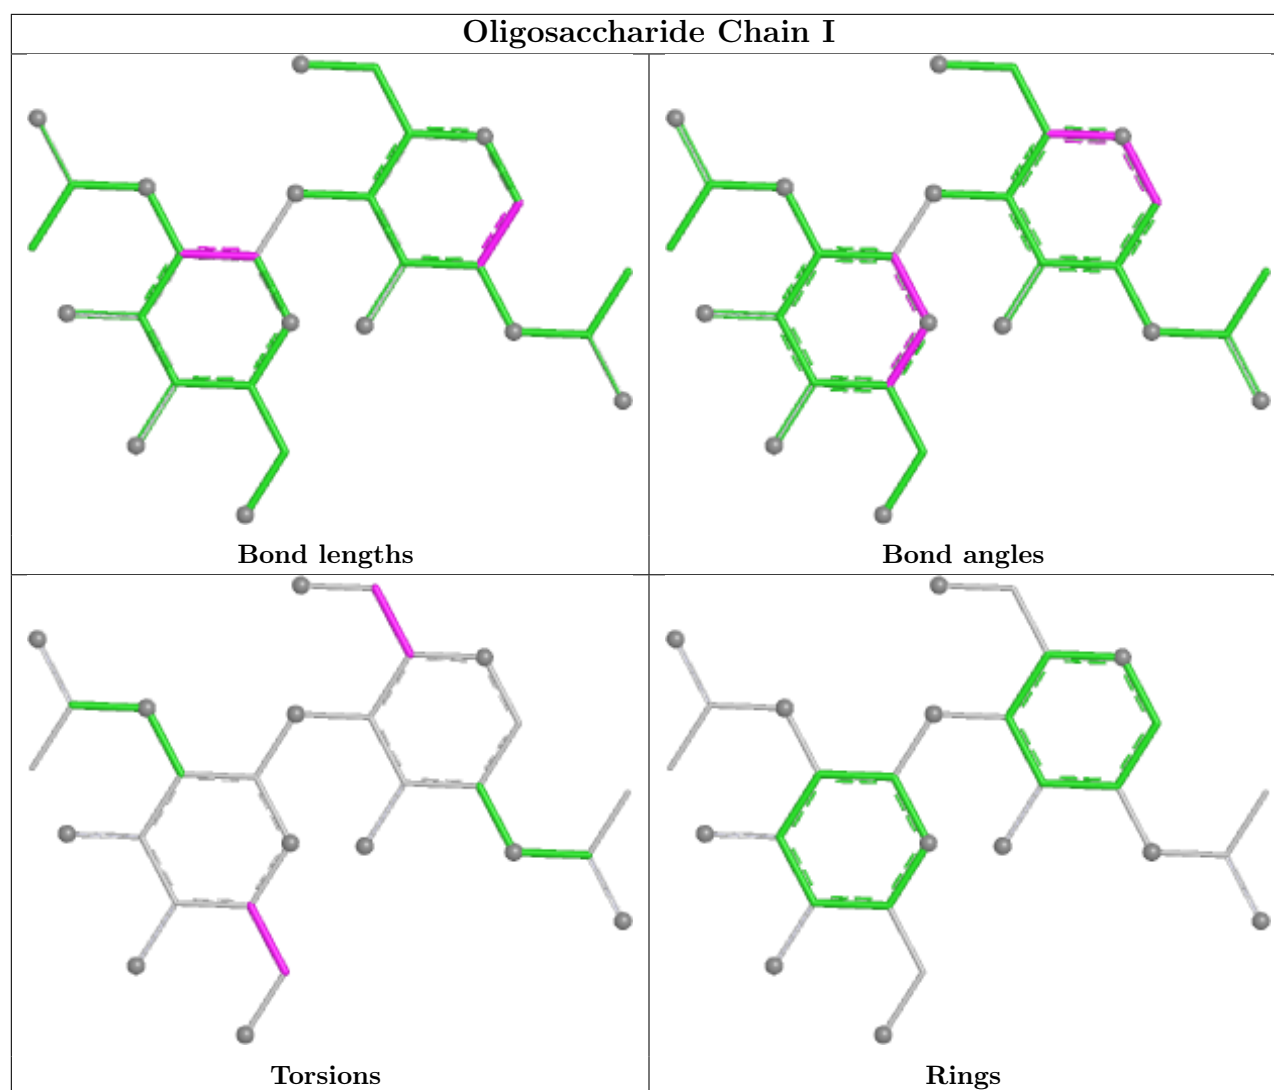 Oligosaccharide Chain I
Bond lengths
Bond angles
Torsions
Rings